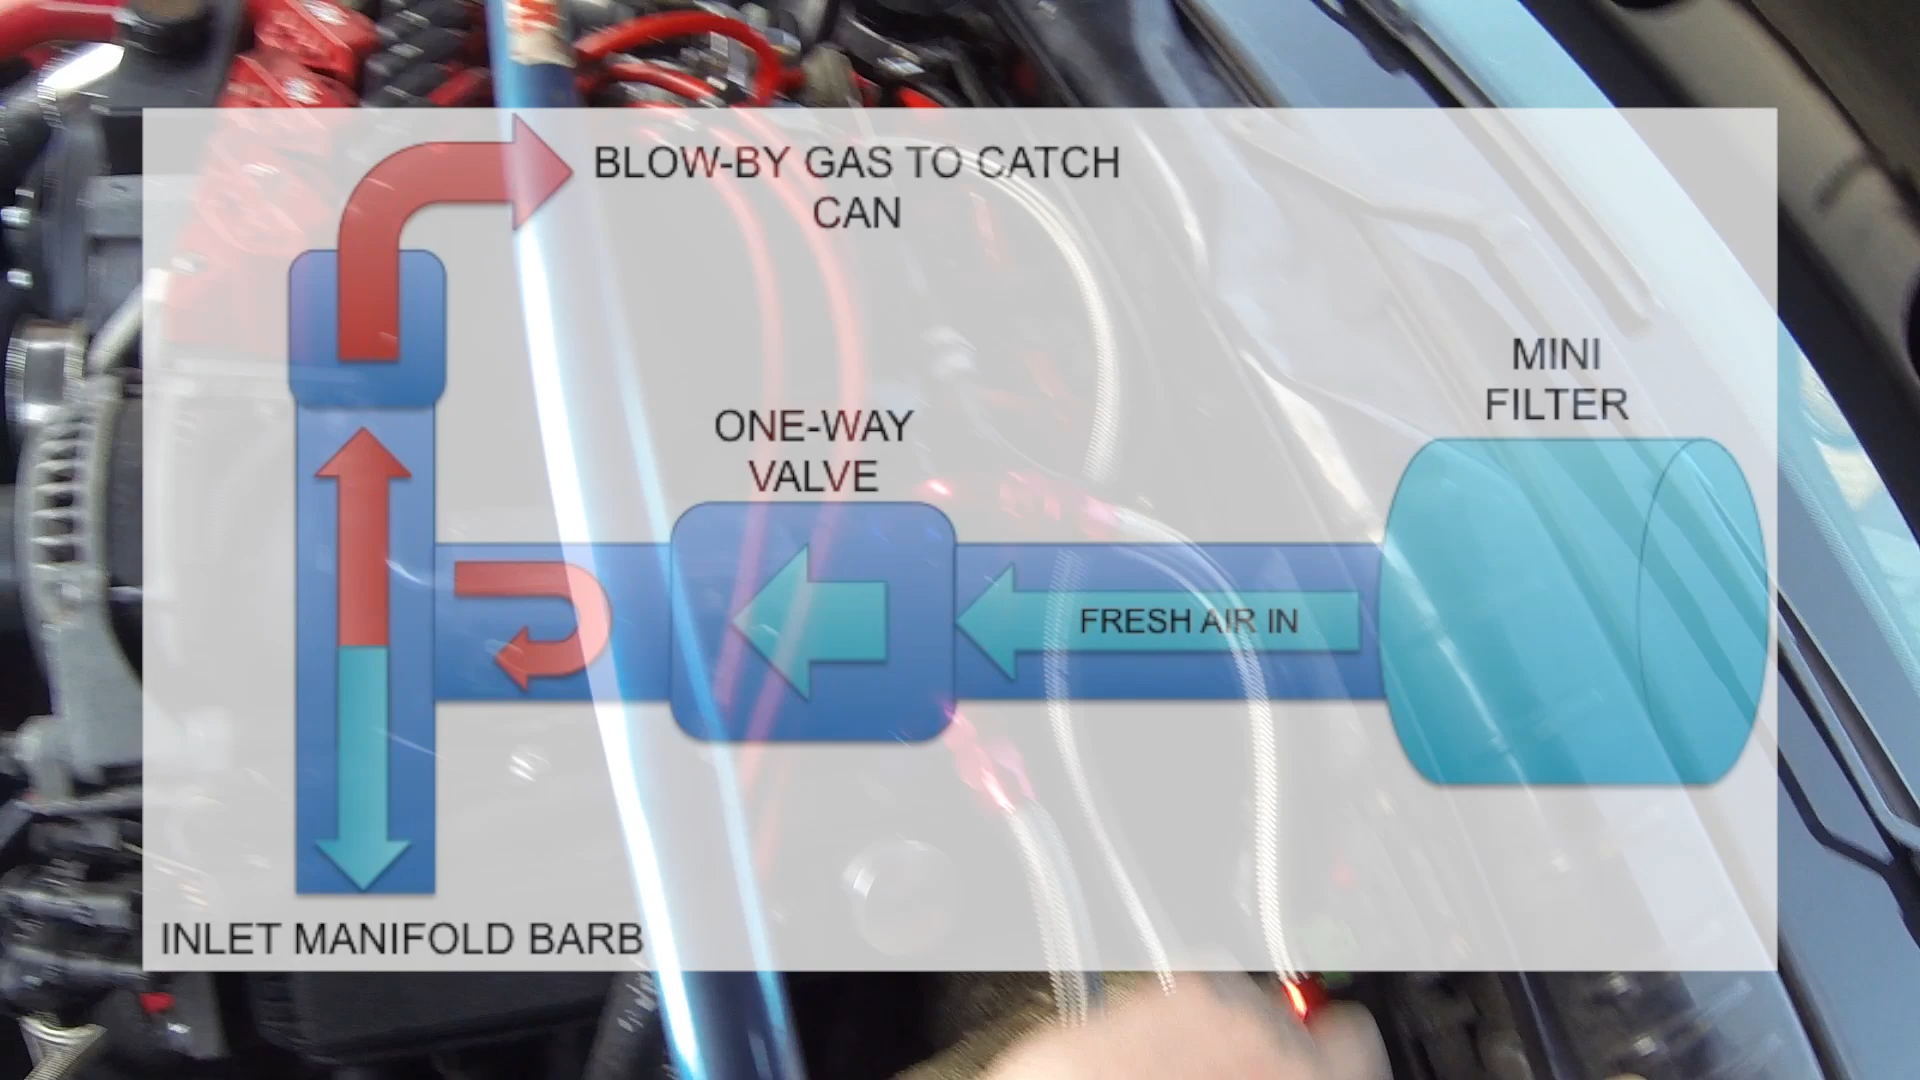 BLOW-BY GAS TO CATCH
CAN
MINI
FILTER
ONE-WAY
VALVE
FRESH AIR IN
INLET MANIFOLD BARB